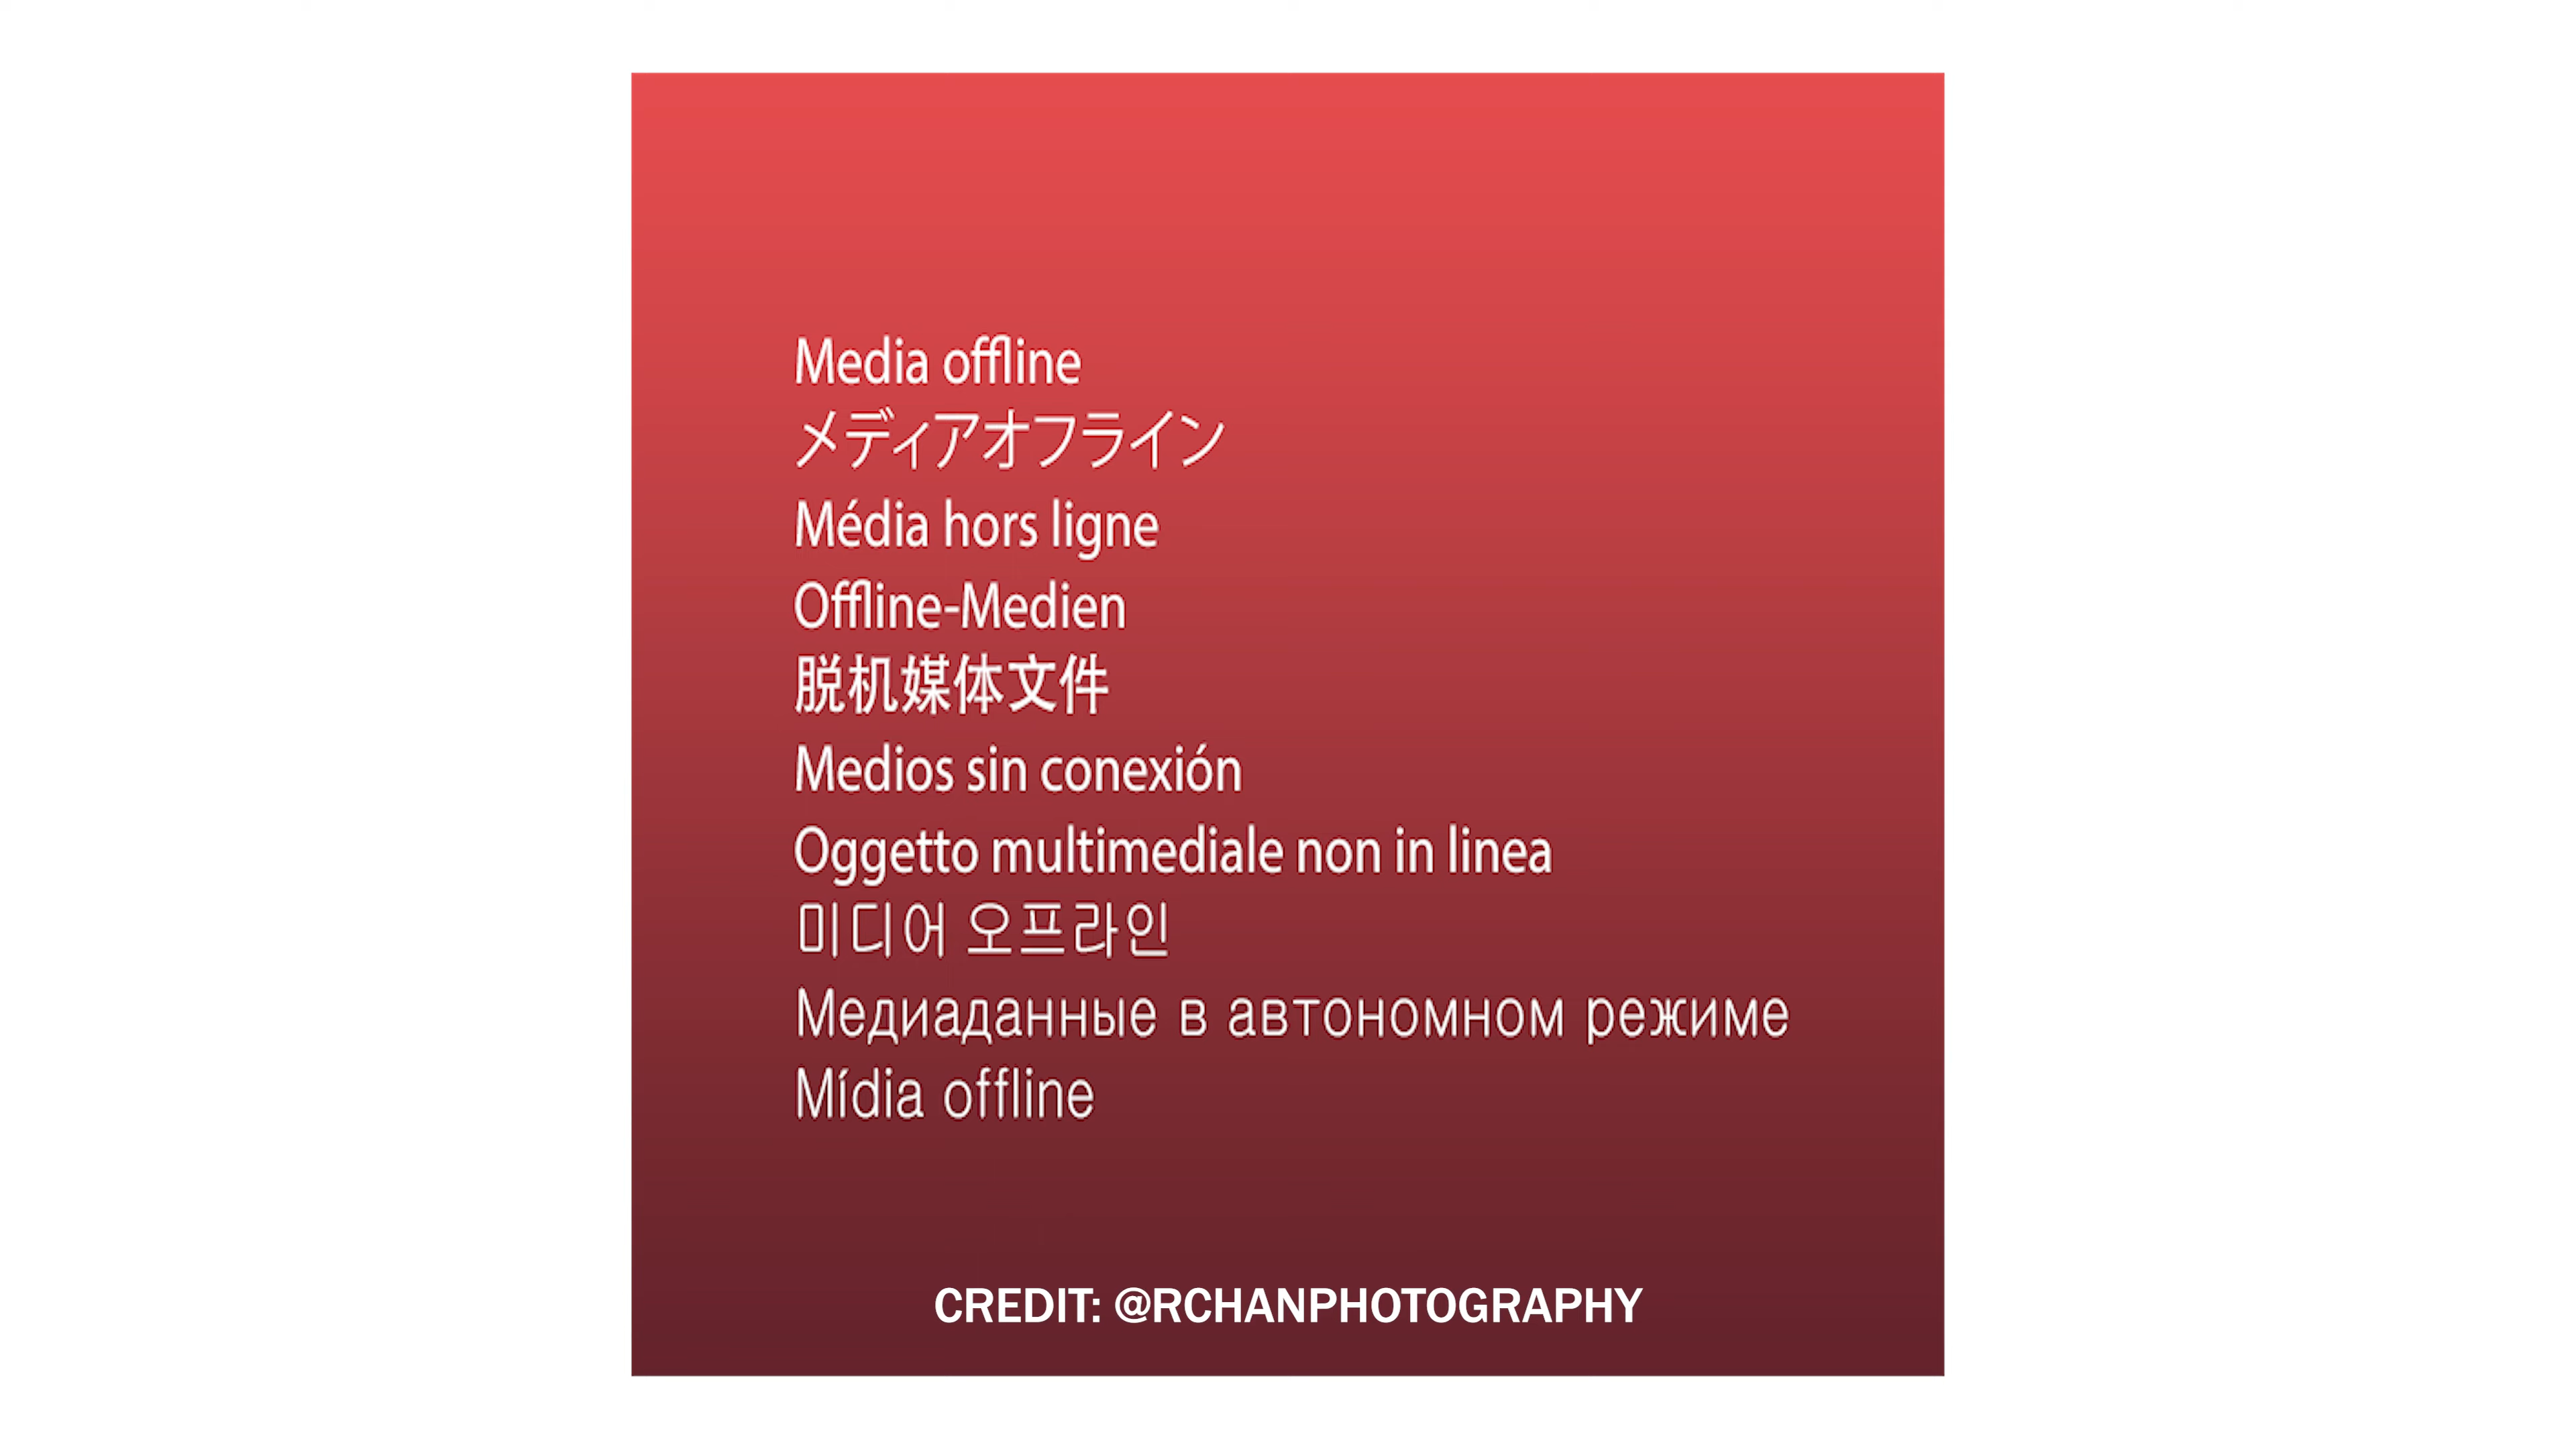 Media offline
メディアオフライン
Média hors ligne
Offline-Medien
脱机媒体文件
Medios sin conexión
Oggetto multimediale non in linea
미디어 오프라인
Медиаданные в автономном режиме
Mídia offline
CREDIT: @RCHANPHOTOGRAPHY